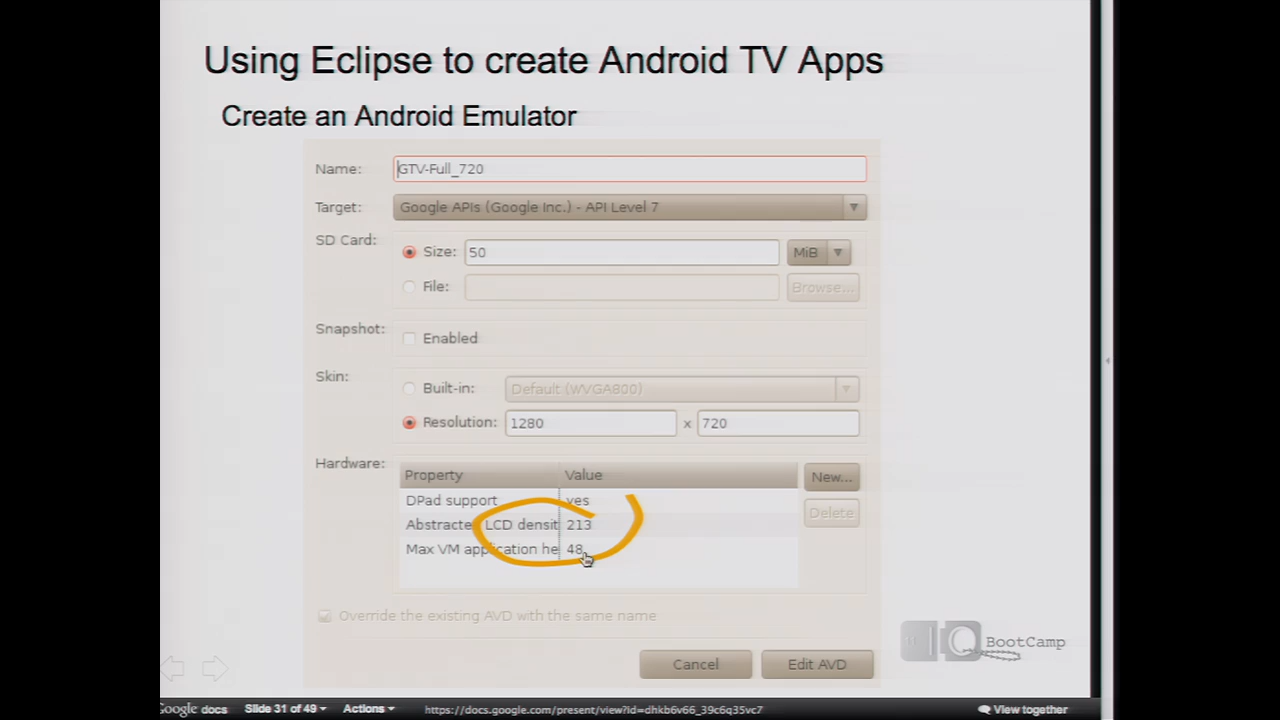 Using Eclipse to create Android TV Apps
Create an Android Emulator
Name: GTV-Full_720
Target: Google APIs (Google Inc.) - API Level 7
SD Card:
Size: 50 MiB
File: Browse...
Snapshot:
Enabled
Skin:
Built-in: Default (WVGA800)
Resolution: 1280 x 720
Hardware:
Property Value New...
DPad support yes
Abstracte LCD densit 213 Delete
Max VM application he 48
Override the existing AVD with the same name
BootCamp
Cancel Edit AVD
Google docs Slide 31 of 49 Actions https://docs.google.com/present/view?id=dhkb6v66_39c6q35vc7 View together